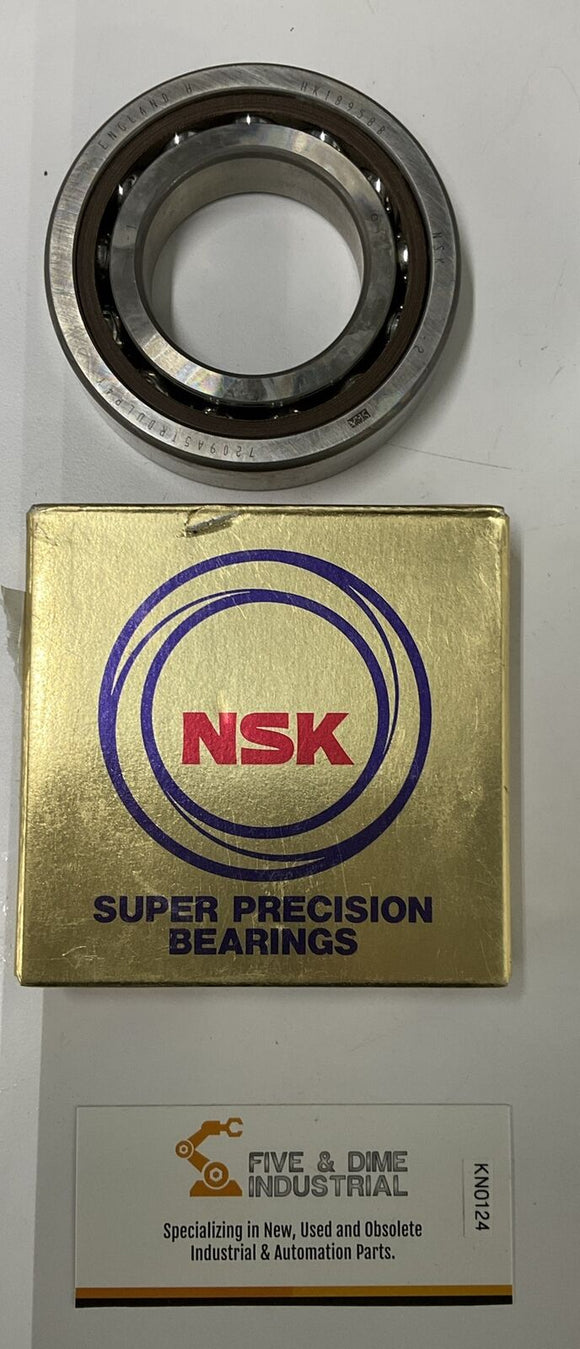 ENGLAND H
NSK
NSK
7209A5TRDULP4Y
NSK
SUPER PRECISION
BEARINGS
FIVE & DIME
INDUSTRIAL
KN0124
Specializing in New, Used and Obsolete
Industrial & Automation Parts.